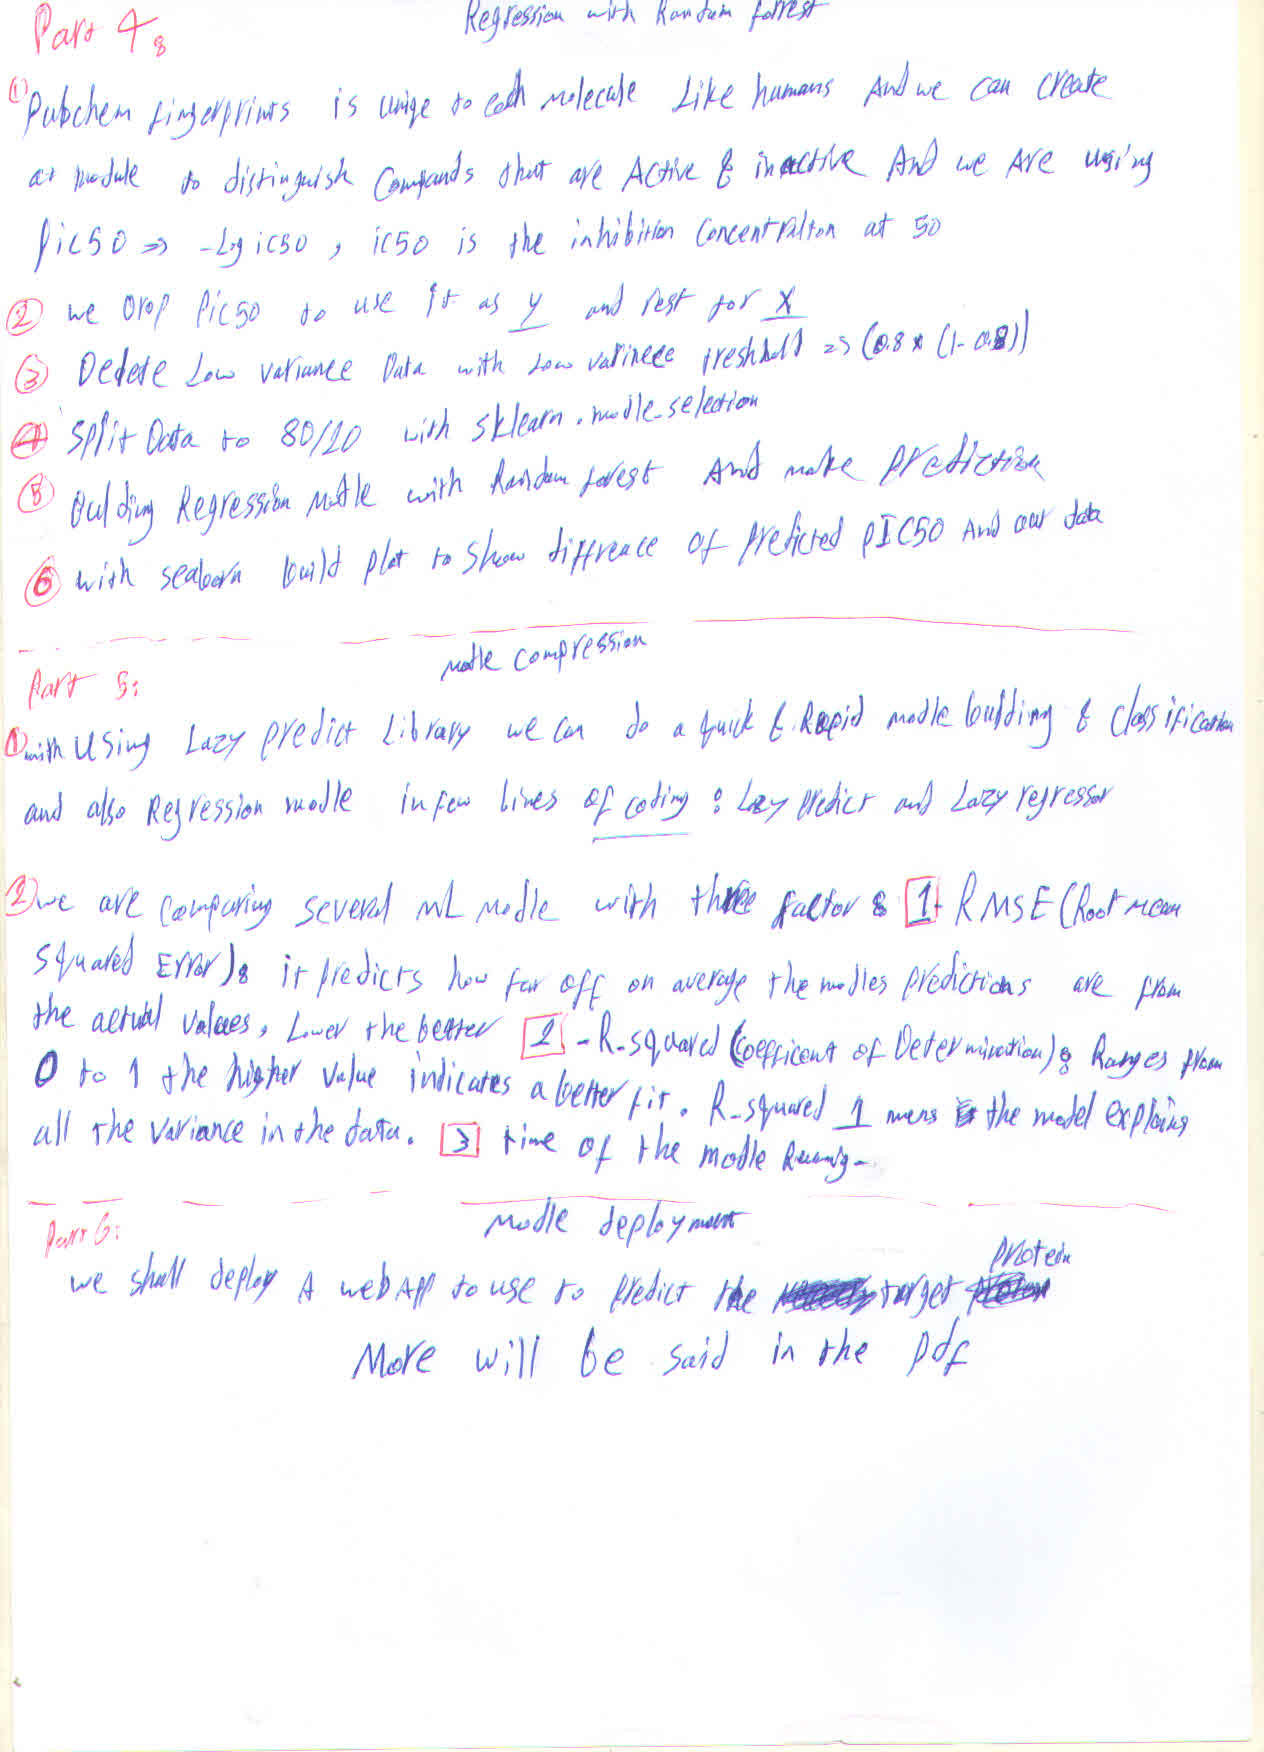 Part 4:
Regression with Random forrest
① Pubchem fingerprints is uniqe to each molecule Like humans And we can create
a module to distinguish Compands that are Active & inactive And we Are using
Pic50 => -Log ic50 , ic50 is the inhibition concentration at 50
② we Drop Pic50 to use it as y and rest for X
③ Delete Low variance Data with Low varinece treshhold => (0.8 * (1-0.8))
④ Split Data to 80/20 with sklearn.modle_selection
⑤ Building Regression Modle with Random forest And make prediction
⑥ with seaborn build plot to show diffrence of predicted pIC50 And our data
Part 5:
modle compression
① with Using Lazy predict Library we can do a quick & Rapid modle building & classification
and also Regression modle in few lines of coding : Lazy predict and Lazy regressor
② we are comparing several ML Modle with three factor : 1- RMSE (Root Mean
Squared Error): it predicts how far off on average the modles predictions are from
the actual values, Lower the better 2 - R_squared (Coefficent of Determination): Ranges from
0 to 1 the higher value indicates a better fit. R_squared 1 means the model explains
all the variance in the data. 3 time of the modle Running-
Part 6:
Modle deployment
we shall deploy A web App to use to predict the target protein
More will be said in the pdf